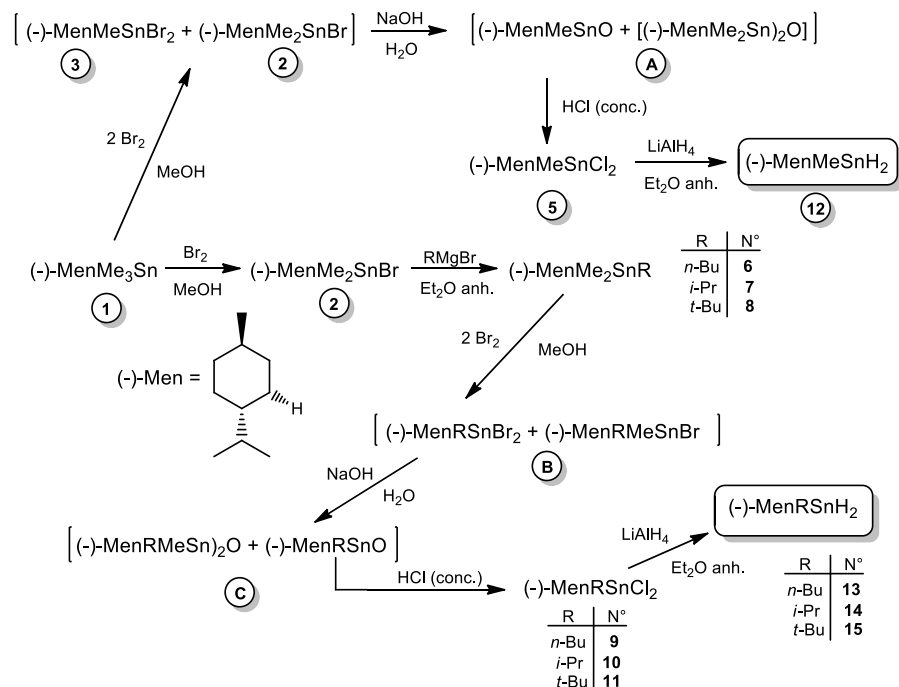 [(-)-MenMeSnBr₂ + (-)-MenMe₂SnBr]
3
2
NaOH
H₂O
[(-)-MenMeSnO + [(-)-MenMe₂Sn)₂O]]
A
HCl (conc.)
2 Br₂
MeOH
(-)-MenMeSnCl₂
5
LiAlH₄
Et₂O anh.
(-)-MenMeSnH₂
12
(-)-MenMe₃Sn
1
Br₂
MeOH
(-)-MenMe₂SnBr
2
RMgBr
Et₂O anh.
(-)-MenMe₂SnR
R N°
n-Bu 6
i-Pr 7
t-Bu 8
(-)-Men =
H
2 Br₂
MeOH
[(-)-MenRSnBr₂ + (-)-MenRMeSnBr ]
B
NaOH
H₂O
[(-)-MenRMeSn)₂O + (-)-MenRSnO]
C
HCl (conc.)
(-)-MenRSnCl₂
R N°
n-Bu 9
i-Pr 10
t-Bu 11
LiAlH₄
Et₂O anh.
(-)-MenRSnH₂
R N°
n-Bu 13
i-Pr 14
t-Bu 15